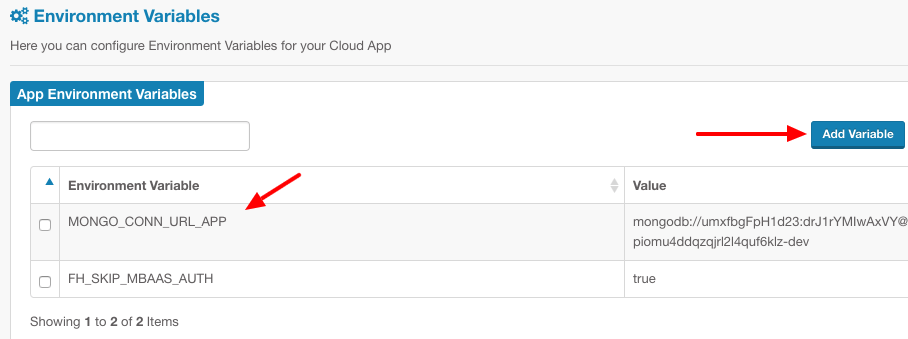 Environment Variables
Here you can configure Environment Variables for your Cloud App
App Environment Variables
Add Variable
Environment Variable Value
MONGO_CONN_URL_APP mongodb://umxfbgFpH1d23:drJ1rYMIwAxVY@
piomu4ddqzqjrl2l4quf6klz-dev
FH_SKIP_MBAAS_AUTH true
Showing 1 to 2 of 2 Items